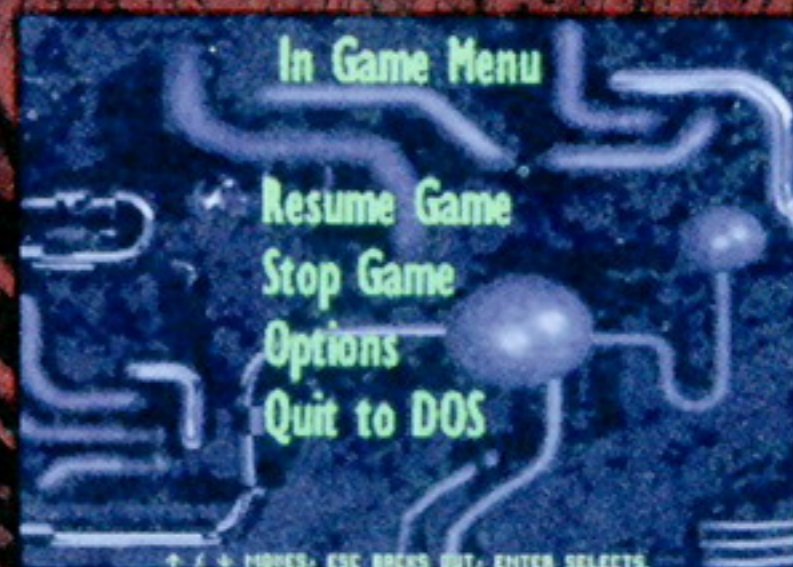 In Game Menu
Resume Game
Stop Game
Options
Quit to DOS
↑ / ↓ MOVES, ESC BACKS OUT, ENTER SELECTS